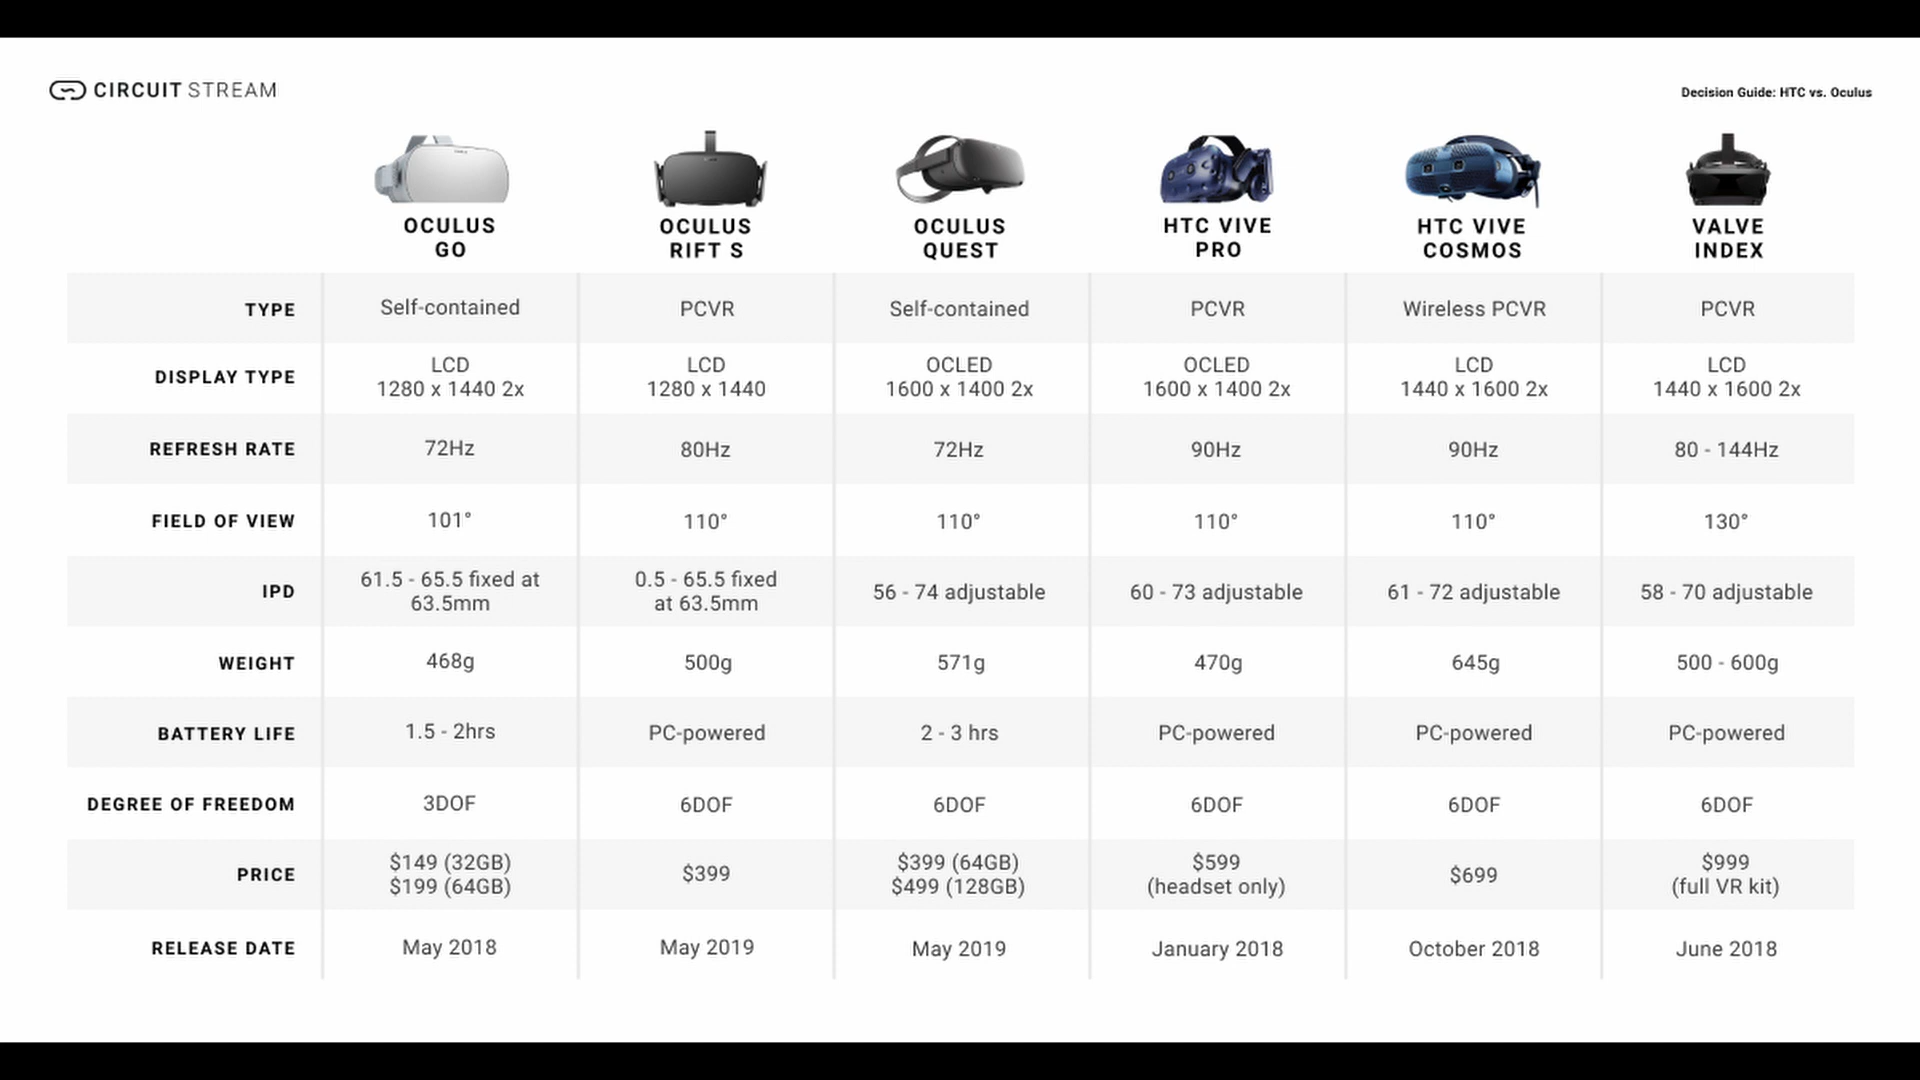 CIRCUIT STREAM
Decision Guide: HTC vs. Oculus
OCULUS
GO
OCULUS
RIFT S
OCULUS
QUEST
HTC VIVE
PRO
HTC VIVE
COSMOS
VALVE
INDEX
TYPE
Self-contained
PCVR
Self-contained
PCVR
Wireless PCVR
PCVR
DISPLAY TYPE
LCD
1280 x 1440 2x
LCD
1280 x 1440
OCLED
1600 x 1400 2x
OCLED
1600 x 1400 2x
LCD
1440 x 1600 2x
LCD
1440 x 1600 2x
REFRESH RATE
72Hz
80Hz
72Hz
90Hz
90Hz
80 - 144Hz
FIELD OF VIEW
101°
110°
110°
110°
110°
130°
IPD
61.5 - 65.5 fixed at
63.5mm
0.5 - 65.5 fixed
at 63.5mm
56 - 74 adjustable
60 - 73 adjustable
61 - 72 adjustable
58 - 70 adjustable
WEIGHT
468g
500g
571g
470g
645g
500 - 600g
BATTERY LIFE
1.5 - 2hrs
PC-powered
2 - 3 hrs
PC-powered
PC-powered
PC-powered
DEGREE OF FREEDOM
3DOF
6DOF
6DOF
6DOF
6DOF
6DOF
PRICE
$149 (32GB)
$199 (64GB)
$399
$399 (64GB)
$499 (128GB)
$599
(headset only)
$699
$999
(full VR kit)
RELEASE DATE
May 2018
May 2019
May 2019
January 2018
October 2018
June 2018